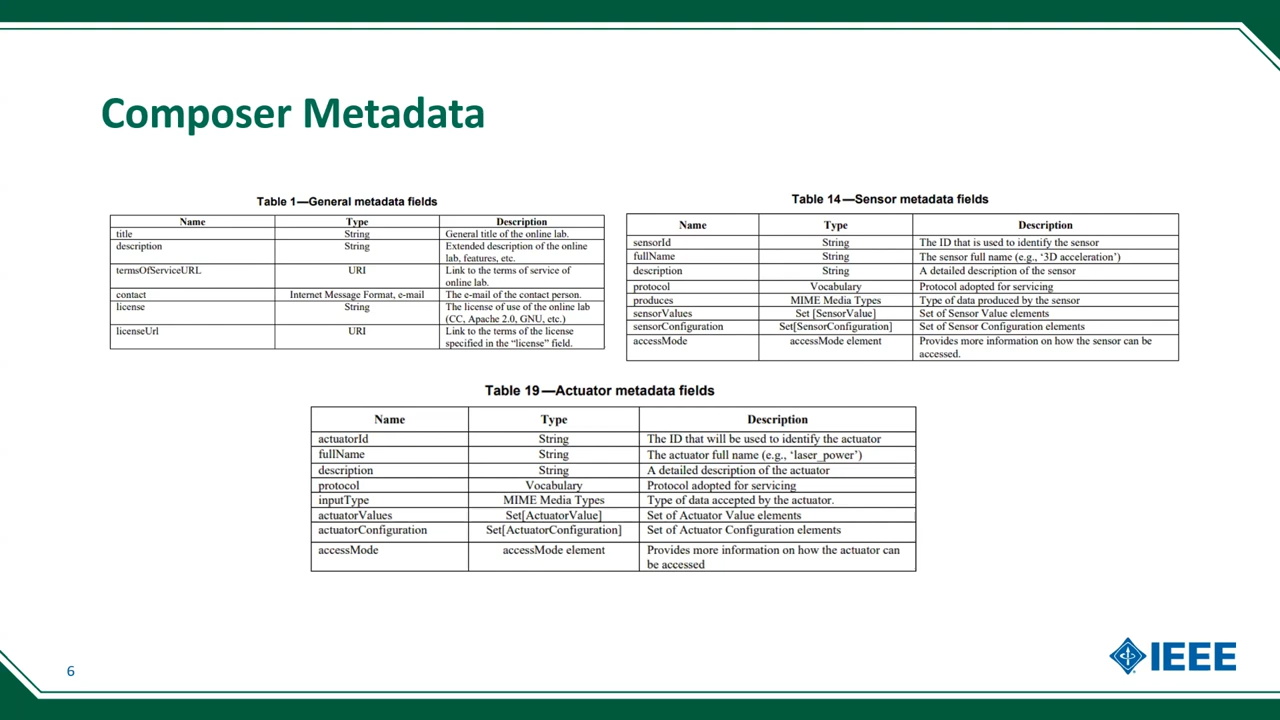 Composer Metadata
Table 1—General metadata fields
Name Type Description
title String General title of the online lab.
description String Extended description of the online
lab, features, etc.
termsOfServiceURL URI Link to the terms of service of
online lab.
contact Internet Message Format, e-mail The e-mail of the contact person.
license String The license of use of the online lab
(CC, Apache 2.0, GNU, etc.)
licenseUrl URI Link to the terms of the license
specified in the “license” field.
Table 14—Sensor metadata fields
Name Type Description
sensorId String The ID that is used to identify the sensor
fullName String The sensor full name (e.g., ‘3D acceleration’)
description String A detailed description of the sensor
protocol Vocabulary Protocol adopted for servicing
produces MIME Media Types Type of data produced by the sensor
sensorValues Set [SensorValue] Set of Sensor Value elements
sensorConfiguration Set[SensorConfiguration] Set of Sensor Configuration elements
accessMode accessMode element Provides more information on how the sensor can be
accessed.
Table 19—Actuator metadata fields
Name Type Description
actuatorId String The ID that will be used to identify the actuator
fullName String The actuator full name (e.g., ‘laser_power’)
description String A detailed description of the actuator
protocol Vocabulary Protocol adopted for servicing
inputType MIME Media Types Type of data accepted by the actuator.
actuatorValues Set[ActuatorValue] Set of Actuator Value elements
actuatorConfiguration Set[ActuatorConfiguration] Set of Actuator Configuration elements
accessMode accessMode element Provides more information on how the actuator can
be accessed
6
IEEE